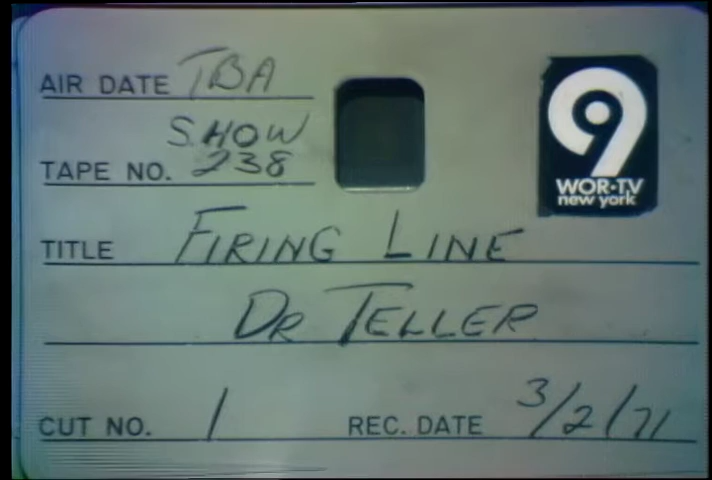 AIR DATE TBA
SHOW
TAPE NO. 238
9
WOR-TV
new york
TITLE FIRING LINE
DR TELLER
CUT NO. 1 REC. DATE 3/2/71